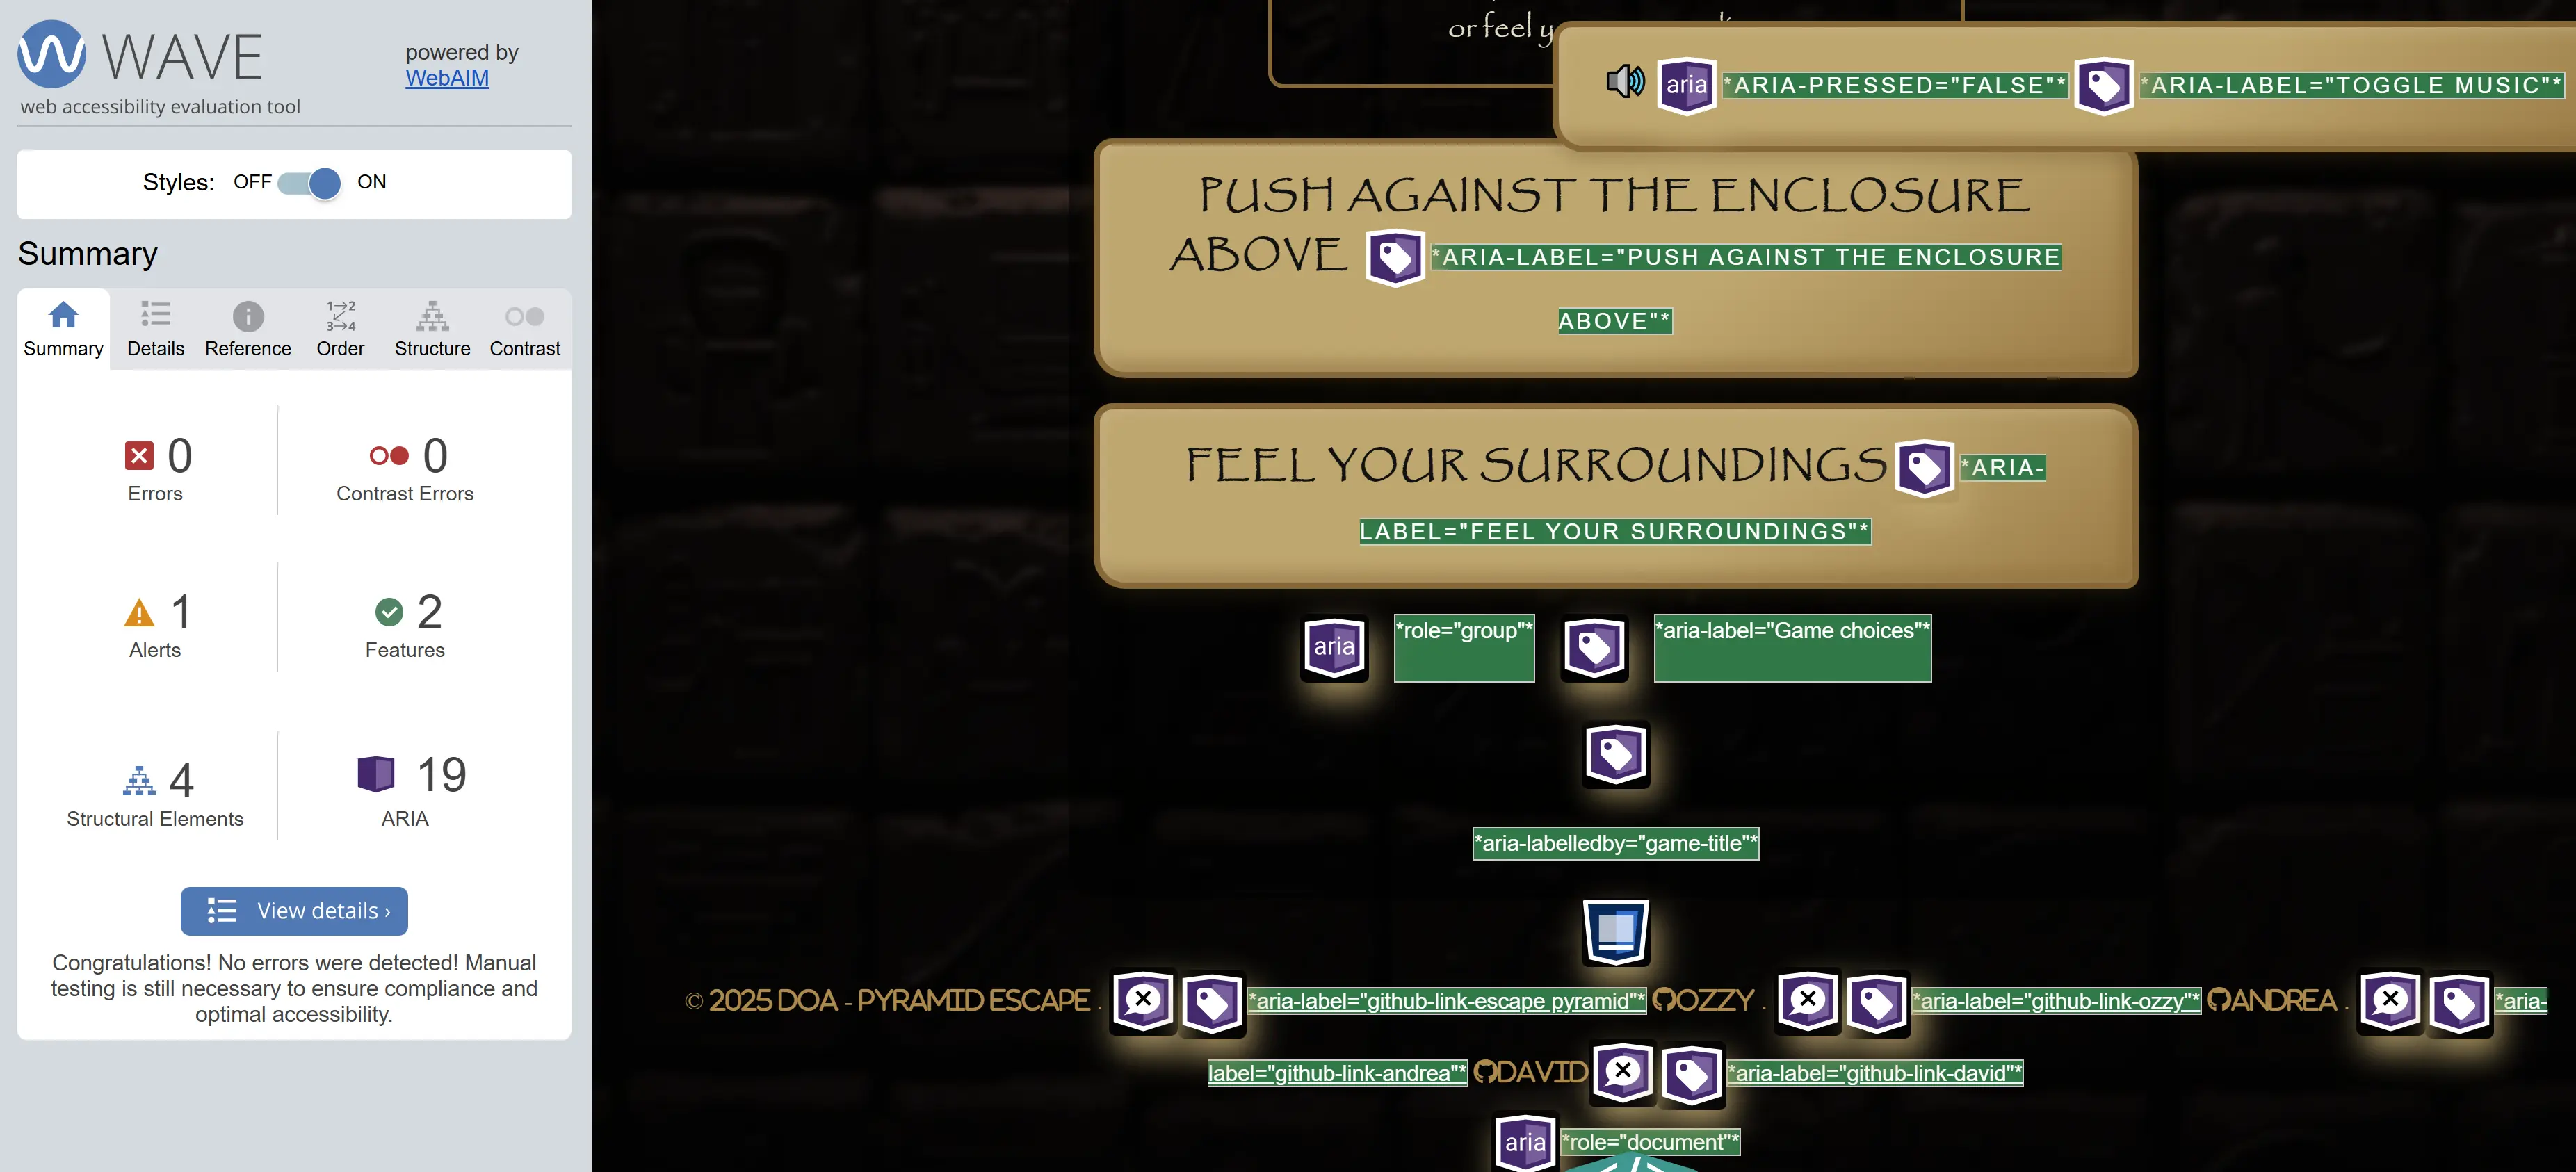 WAVE
powered by
WebAIM
web accessibility evaluation tool
Styles: OFF ON
Summary
1→2
3→4
Summary Details Reference Order Structure Contrast
0 0
Errors Contrast Errors
1 2
Alerts Features
4 19
Structural Elements ARIA
View details ›
Congratulations! No errors were detected! Manual
testing is still necessary to ensure compliance and
optimal accessibility.
or feel
aria *ARIA-PRESSED="FALSE"* *ARIA-LABEL="TOGGLE MUSIC"*
PUSH AGAINST THE ENCLOSURE
ABOVE *ARIA-LABEL="PUSH AGAINST THE ENCLOSURE
ABOVE"*
FEEL YOUR SURROUNDINGS *ARIA-
LABEL="FEEL YOUR SURROUNDINGS"*
aria *role="group"* *aria-label="Game choices"*
*aria-labelledby="game-title"*
© 2025 DOA - PYRAMID ESCAPE . *aria-label="github-link-escape pyramid"* OZZY . *aria-label="github-link-ozzy"* ANDREA . *aria-
label="github-link-andrea"* DAVID *aria-label="github-link-david"*
aria *role="document"*